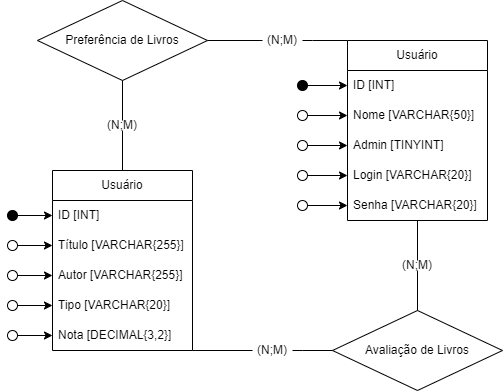 Preferência de Livros
(N;M)
Usuário
ID [INT]
Nome [VARCHAR{50}]
Admin [TINYINT]
Login [VARCHAR{20}]
Senha [VARCHAR{20}]
(N;M)
Usuário
ID [INT]
Título [VARCHAR{255}]
Autor [VARCHAR{255}]
Tipo [VARCHAR{20}]
Nota [DECIMAL{3,2}]
(N;M)
(N;M)
Avaliação de Livros